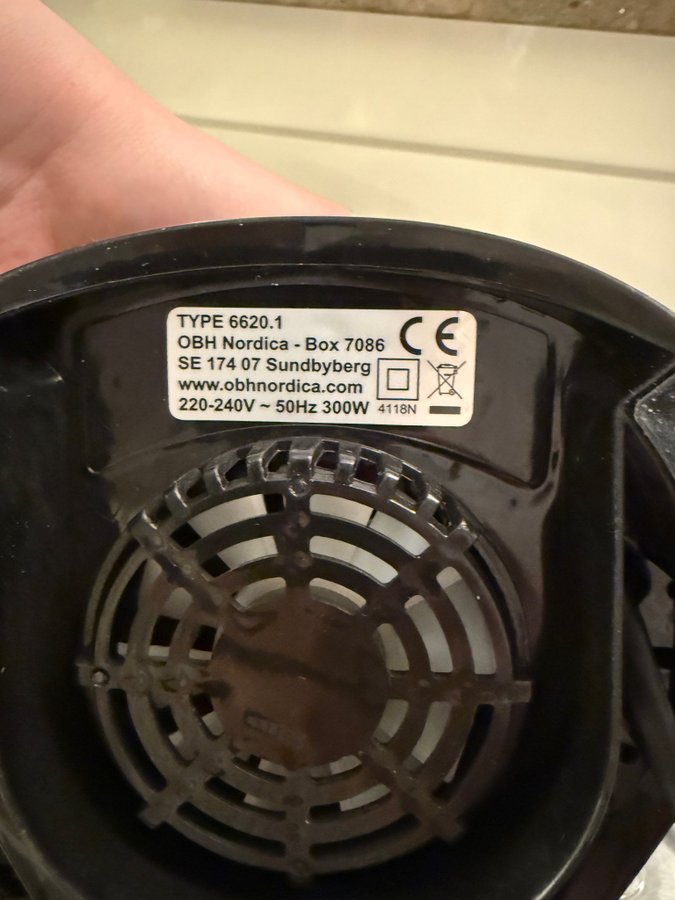 TYPE 6620.1
OBH Nordica - Box 7086
SE 174 07 Sundbyberg
www.obhnordica.com
220-240V ~ 50Hz 300W
CE
4118N